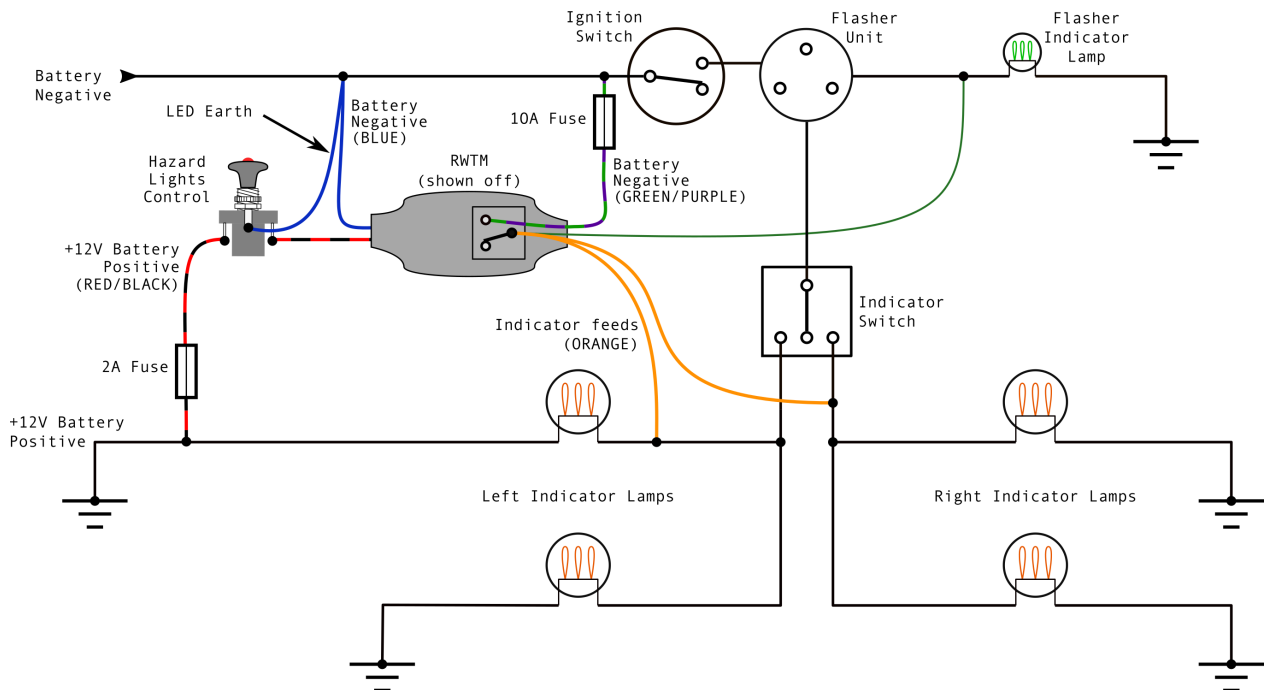 Ignition
Switch
Flasher
Unit
Flasher
Indicator
Lamp
Battery
Negative
LED Earth
Battery
Negative
(BLUE)
10A Fuse
Hazard
Lights
Control
RWTM
(shown off)
Battery
Negative
(GREEN/PURPLE)
+12V Battery
Positive
(RED/BLACK)
Indicator feeds
(ORANGE)
Indicator
Switch
2A Fuse
+12V Battery
Positive
Left Indicator Lamps
Right Indicator Lamps